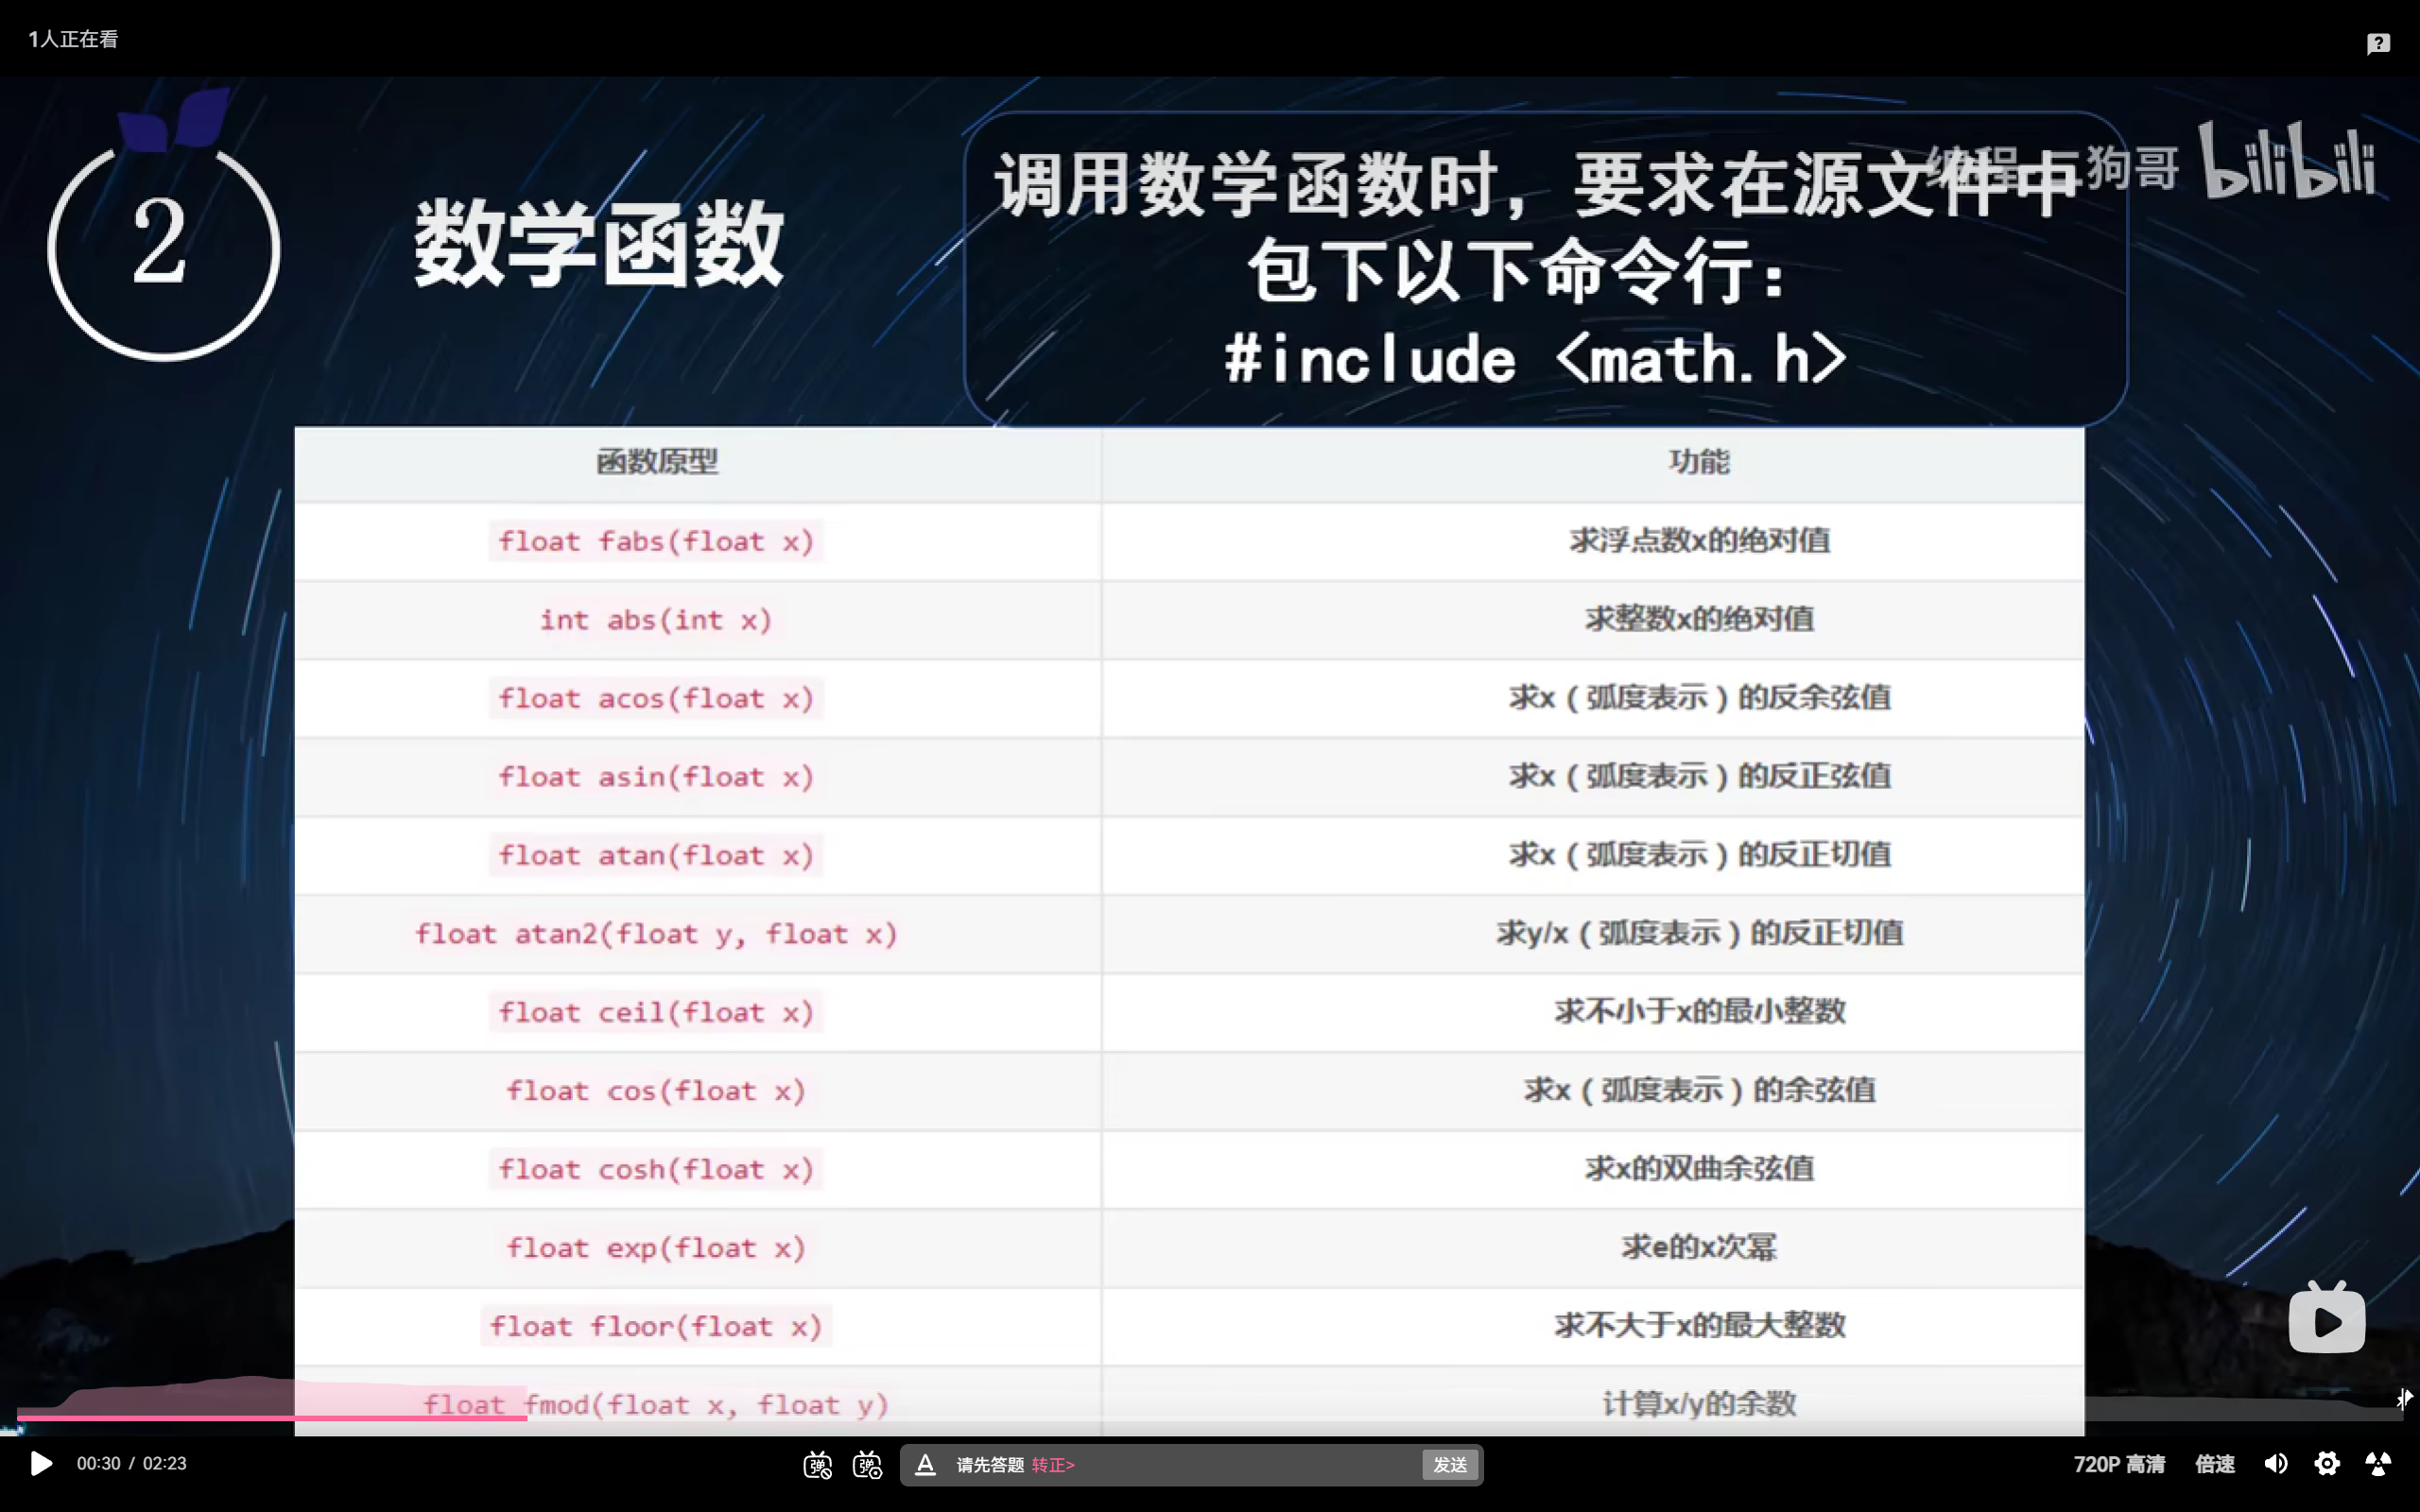 1人正在看
2
数学函数
调用数学函数时，要求在源文件中
包下以下命令行：
#include <math.h>
bilibili
函数原型 功能
float fabs(float x) 求浮点数x的绝对值
int abs(int x) 求整数x的绝对值
float acos(float x) 求x（弧度表示）的反余弦值
float asin(float x) 求x（弧度表示）的反正弦值
float atan(float x) 求x（弧度表示）的反正切值
float atan2(float y, float x) 求y/x（弧度表示）的反正切值
float ceil(float x) 求不小于x的最小整数
float cos(float x) 求x（弧度表示）的余弦值
float cosh(float x) 求x的双曲余弦值
float exp(float x) 求e的x次幂
float floor(float x) 求不大于x的最大整数
float fmod(float x, float y) 计算x/y的余数
00:30 / 02:23
弹
弹
A 请先答题 转正>
发送
720P 高清
倍速